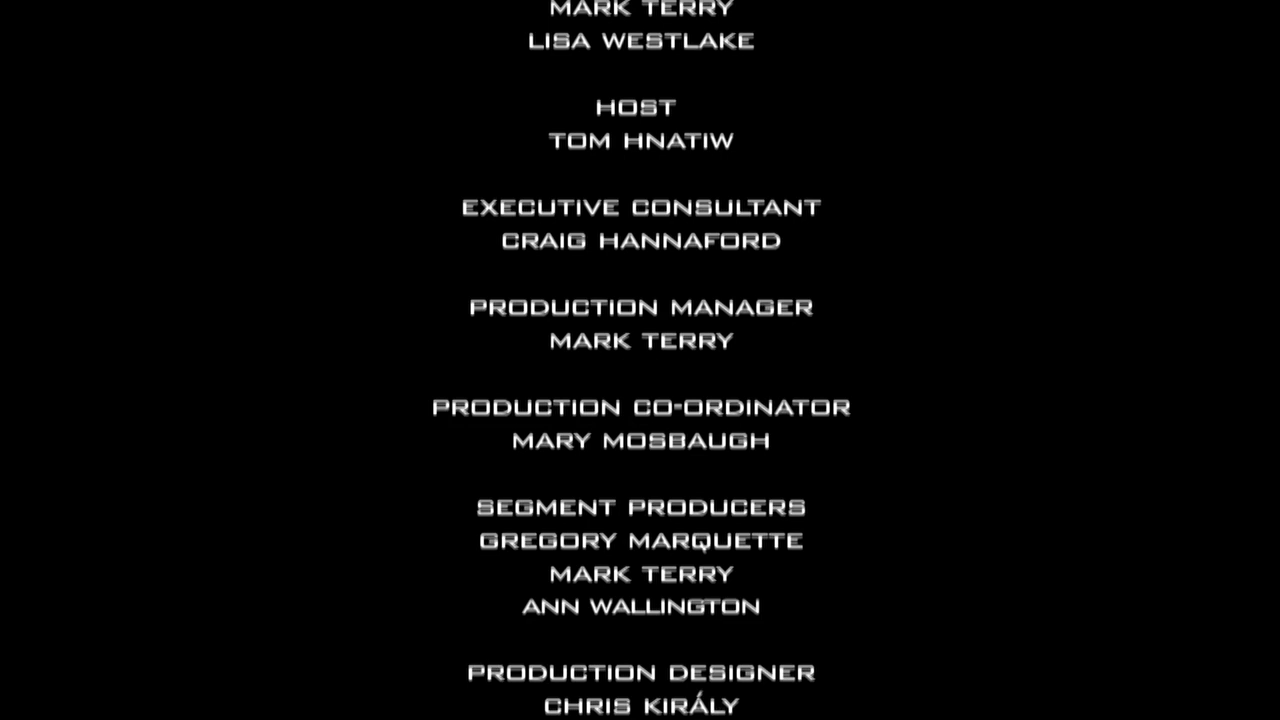 MARK TERRY
LISA WESTLAKE
HOST
TOM HNATIW
EXECUTIVE CONSULTANT
CRAIG HANNAFORD
PRODUCTION MANAGER
MARK TERRY
PRODUCTION CO-ORDINATOR
MARY MOSBAUGH
SEGMENT PRODUCERS
GREGORY MARQUETTE
MARK TERRY
ANN WALLINGTON
PRODUCTION DESIGNER
CHRIS KIRÁLY